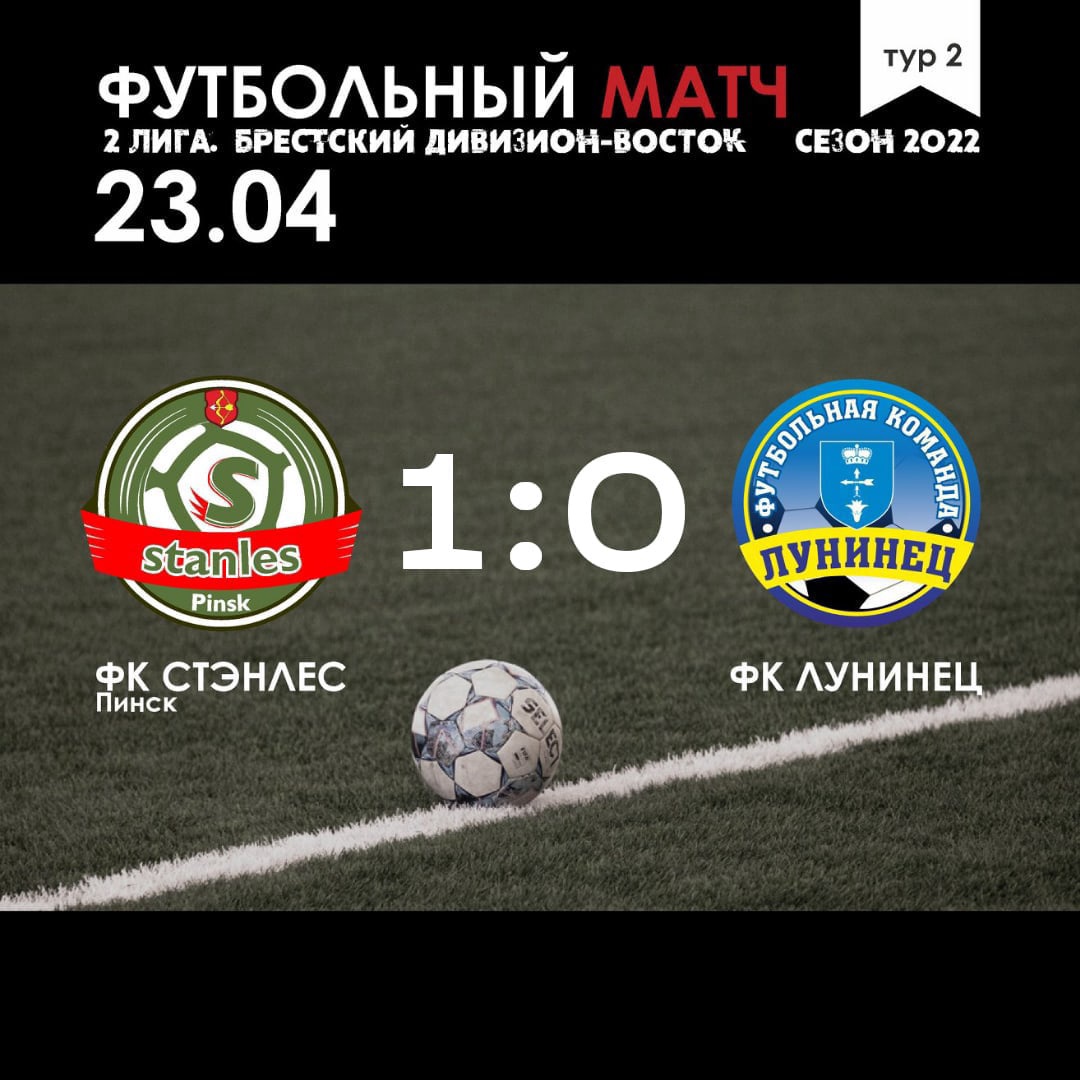 тур 2
ФУТБОЛЬНЫЙ МАТЧ
2 ЛИГА. БРЕСТСКИЙ ДИВИЗИОН-ВОСТОК СЕЗОН 2022
23.04
S
stanles
Pinsk
1:0
ФУТБОЛЬНАЯ КОМАНДА
ЛУНИНЕЦ
ФК СТЭНЛЕС
Пинск
ФК ЛУНИНЕЦ
SELECT